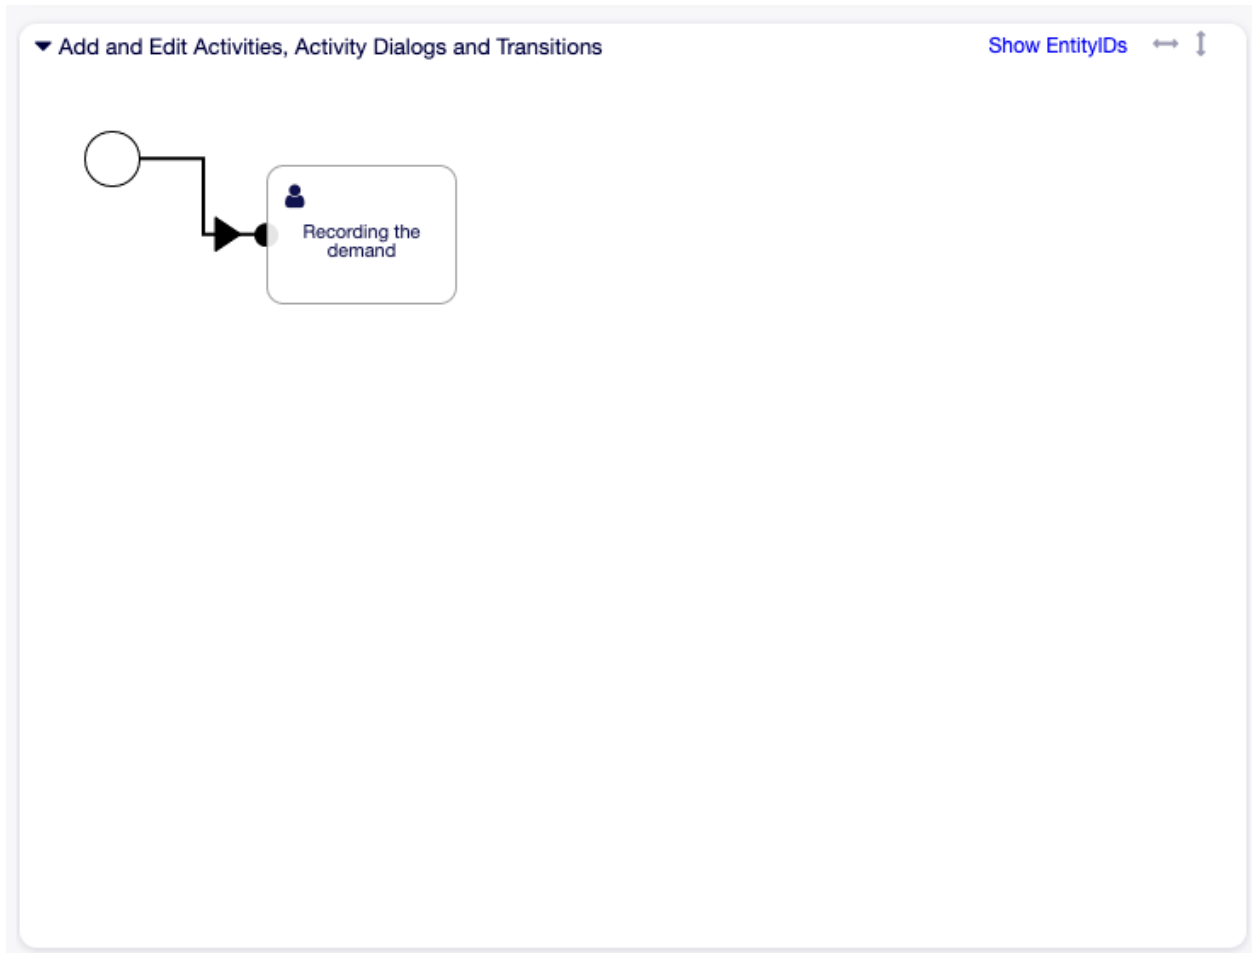 Add and Edit Activities, Activity Dialogs and Transitions
Show EntityIDs
Recording the
demand